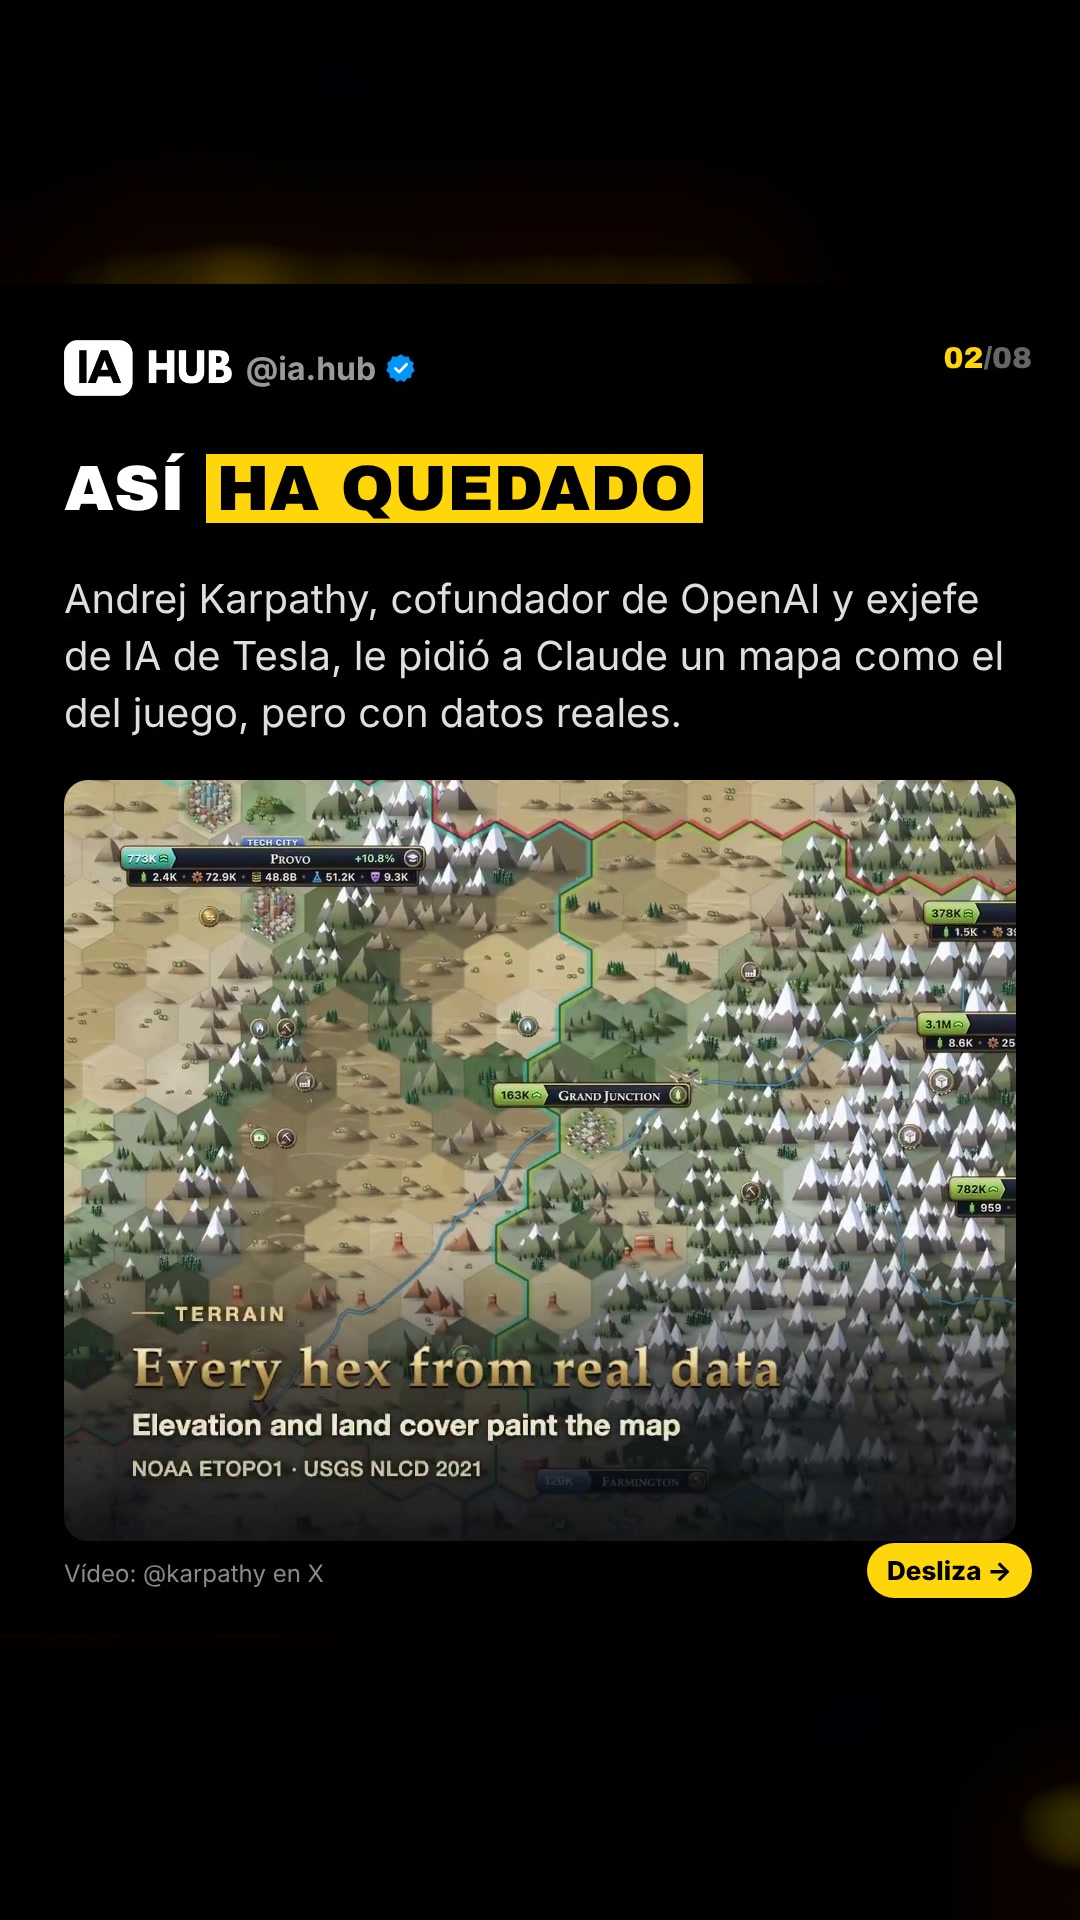 IA HUB @ia.hub
02/08
ASÍ HA QUEDADO
Andrej Karpathy, cofundador de OpenAI y exjefe
de IA de Tesla, le pidió a Claude un mapa como el
del juego, pero con datos reales.
TECH CITY
773K PROVO +10.8%
2.4K • 72.9K • 48.8B • 51.2K • 9.3K
378K
1.5K
3.1M
8.6K • 25
163K GRAND JUNCTION
782K
959
TERRAIN
Every hex from real data
Elevation and land cover paint the map
NOAA ETOPO1 · USGS NLCD 2021
120K FARMINGTON
Vídeo: @karpathy en X
Desliza →